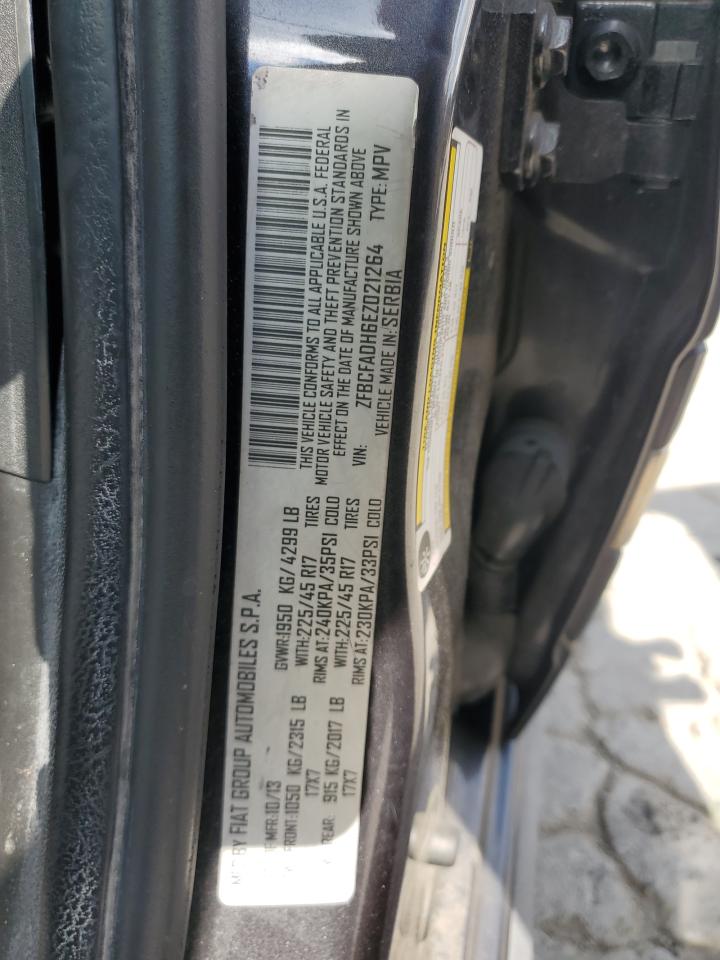 MFD BY FIAT GROUP AUTOMOBILES S.P.A.
MFR:10/13
GVWR:1950 KG/4299 LB
FRONT:1050 KG/2315 LB
WITH:225/45 R17 TIRES
17X7
RIMS AT:240KPA/35PSI COLD
REAR: 915 KG/2017 LB
WITH:225/45 R17 TIRES
17X7
RIMS AT:230KPA/33PSI COLD
THIS VEHICLE CONFORMS TO ALL APPLICABLE U.S.A. FEDERAL
MOTOR VEHICLE SAFETY AND THEFT PREVENTION STANDARDS IN
EFFECT ON THE DATE OF MANUFACTURE SHOWN ABOVE
VIN: ZFBCFADH6EZ021264 TYPE: MPV
VEHICLE MADE IN: SERBIA